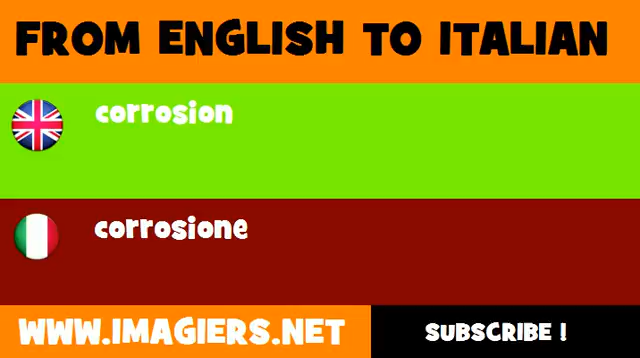 FROM ENGLISH TO ITALIAN
corrosion
corrosione
WWW.IMAGIERS.NET
SUBSCRIBE !